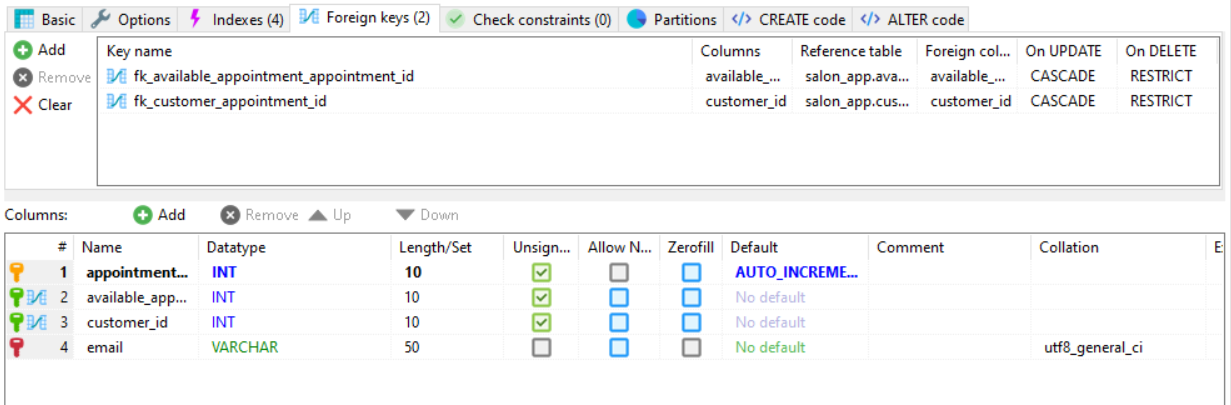 Basic Options Indexes (4) Foreign keys (2) Check constraints (0) Partitions </> CREATE code </> ALTER code
Add
Remove
Clear
Key name Columns Reference table Foreign col... On UPDATE On DELETE
fk_available_appointment_appointment_id available_... salon_app.ava... available_... CASCADE RESTRICT
fk_customer_appointment_id customer_id salon_app.cus... customer_id CASCADE RESTRICT
Columns: Add Remove Up Down
# Name Datatype Length/Set Unsign... Allow N... Zerofill Default Comment Collation E
1 appointment... INT 10 AUTO_INCREME...
2 available_app... INT 10 No default
3 customer_id INT 10 No default
4 email VARCHAR 50 No default utf8_general_ci